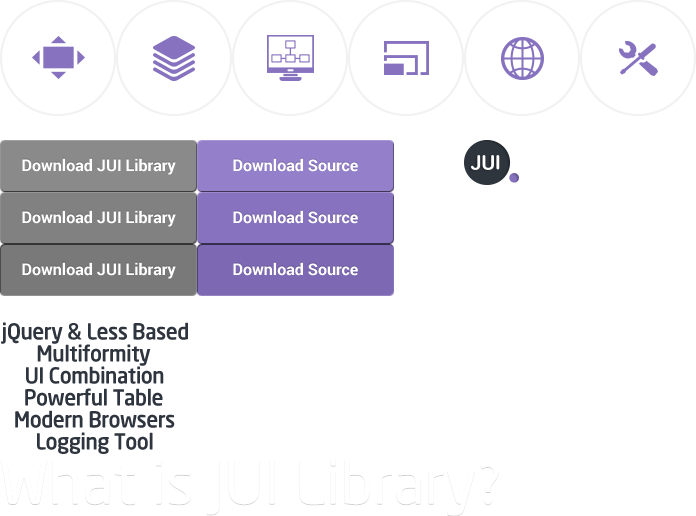 Download JUI Library Download Source JUI
Download JUI Library Download Source
Download JUI Library Download Source
jQuery & Less Based
Multiformity
UI Combination
Powerful Table
Modern Browsers
Logging Tool
What is JUI Library?